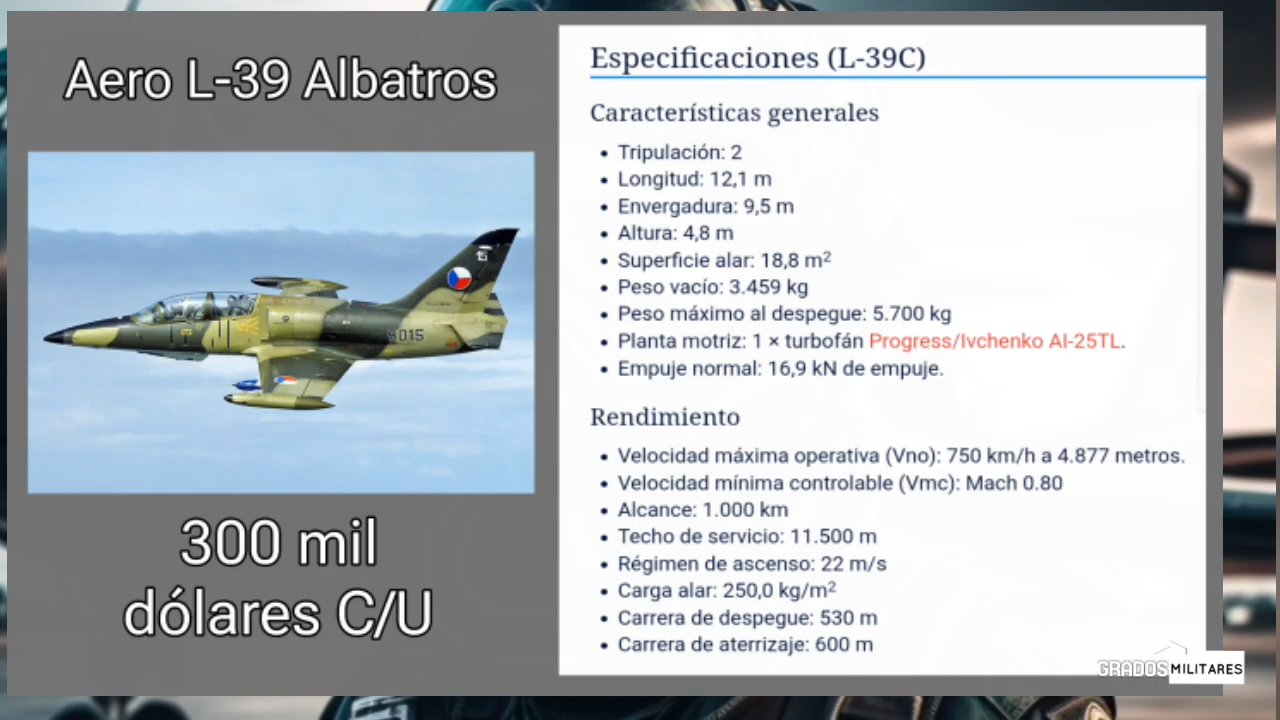 Aero L-39 Albatros
15
5015
300 mil
dólares C/U
Especificaciones (L-39C)
Características generales
• Tripulación: 2
• Longitud: 12,1 m
• Envergadura: 9,5 m
• Altura: 4,8 m
• Superficie alar: 18,8 m²
• Peso vacío: 3.459 kg
• Peso máximo al despegue: 5.700 kg
• Planta motriz: 1 × turbofán Progress/Ivchenko AI-25TL.
• Empuje normal: 16,9 kN de empuje.
Rendimiento
• Velocidad máxima operativa (Vno): 750 km/h a 4.877 metros.
• Velocidad mínima controlable (Vmc): Mach 0.80
• Alcance: 1.000 km
• Techo de servicio: 11.500 m
• Régimen de ascenso: 22 m/s
• Carga alar: 250,0 kg/m²
• Carrera de despegue: 530 m
• Carrera de aterrizaje: 600 m
GRADOS MILITARES